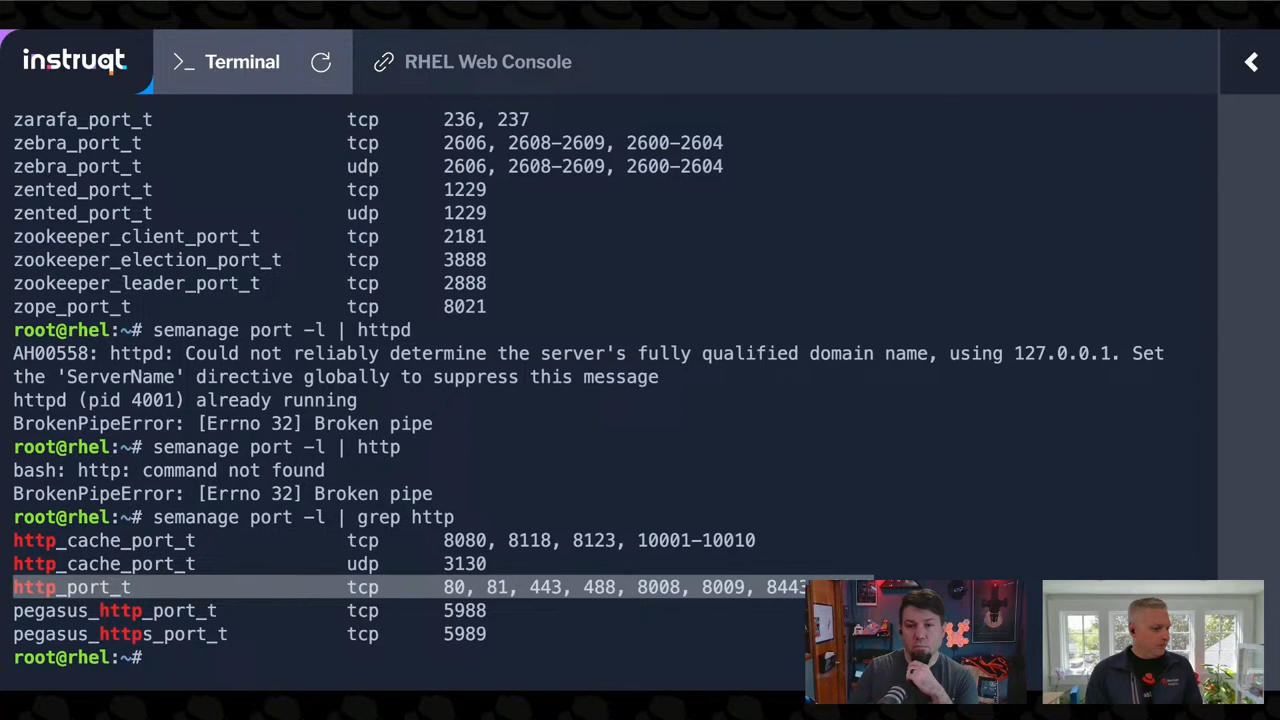 instruqt
>_ Terminal
RHEL Web Console
zarafa_port_t tcp 236, 237
zebra_port_t tcp 2606, 2608-2609, 2600-2604
zebra_port_t udp 2606, 2608-2609, 2600-2604
zented_port_t tcp 1229
zented_port_t udp 1229
zookeeper_client_port_t tcp 2181
zookeeper_election_port_t tcp 3888
zookeeper_leader_port_t tcp 2888
zope_port_t tcp 8021
root@rhel:~# semanage port -l | httpd
AH00558: httpd: Could not reliably determine the server's fully qualified domain name, using 127.0.0.1. Set
the 'ServerName' directive globally to suppress this message
httpd (pid 4001) already running
BrokenPipeError: [Errno 32] Broken pipe
root@rhel:~# semanage port -l | http
bash: http: command not found
BrokenPipeError: [Errno 32] Broken pipe
root@rhel:~# semanage port -l | grep http
http_cache_port_t tcp 8080, 8118, 8123, 10001-10010
http_cache_port_t udp 3130
http_port_t tcp 80, 81, 443, 488, 8008, 8009, 8443
pegasus_http_port_t tcp 5988
pegasus_https_port_t tcp 5989
root@rhel:~#